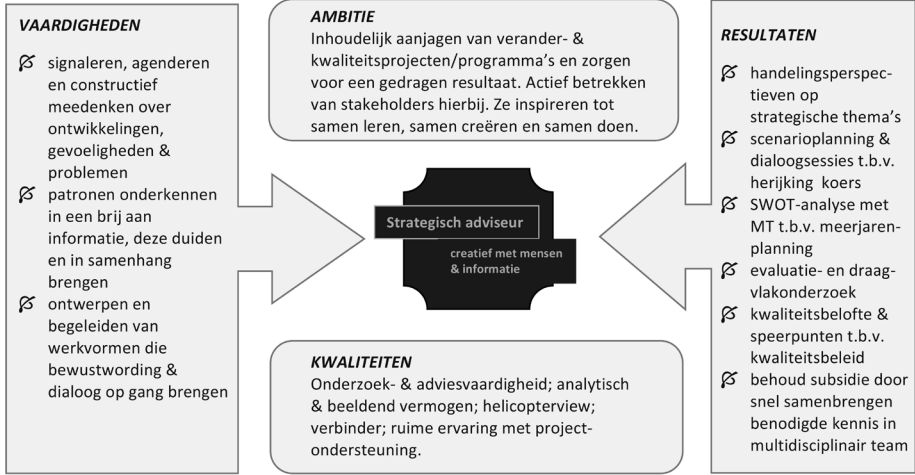 VAARDIGHEDEN
signaleren, agenderen
en constructief
meedenken over
ontwikkelingen,
gevoeligheden &
problemen
patronen onderkennen
in een brij aan
informatie, deze duiden
en in samenhang
brengen
ontwerpen en
begeleiden van
werkvormen die
bewustwording &
dialoog op gang brengen
AMBITIE
Inhoudelijk aanjagen van verander- &
kwaliteitsprojecten/programma's en zorgen
voor een gedragen resultaat. Actief betrekken
van stakeholders hierbij. Ze inspireren tot
samen leren, samen creëren en samen doen.
Strategisch adviseur
creatief met mensen
& informatie
KWALITEITEN
Onderzoek- & adviesvaardigheid; analytisch
& beeldend vermogen; helicopterview;
verbinder; ruime ervaring met project-
ondersteuning.
RESULTATEN
handelingsperspec-
tieven op
strategische thema's
scenarioplanning &
dialoogsessies t.b.v.
herijking koers
SWOT-analyse met
MT t.b.v. meerjaren-
planning
evaluatie- en draag-
vlakonderzoek
kwaliteitsbelofte &
speerpunten t.b.v.
kwaliteitsbeleid
behoud subsidie door
snel samenbrengen
benodigde kennis in
multidisciplinair team